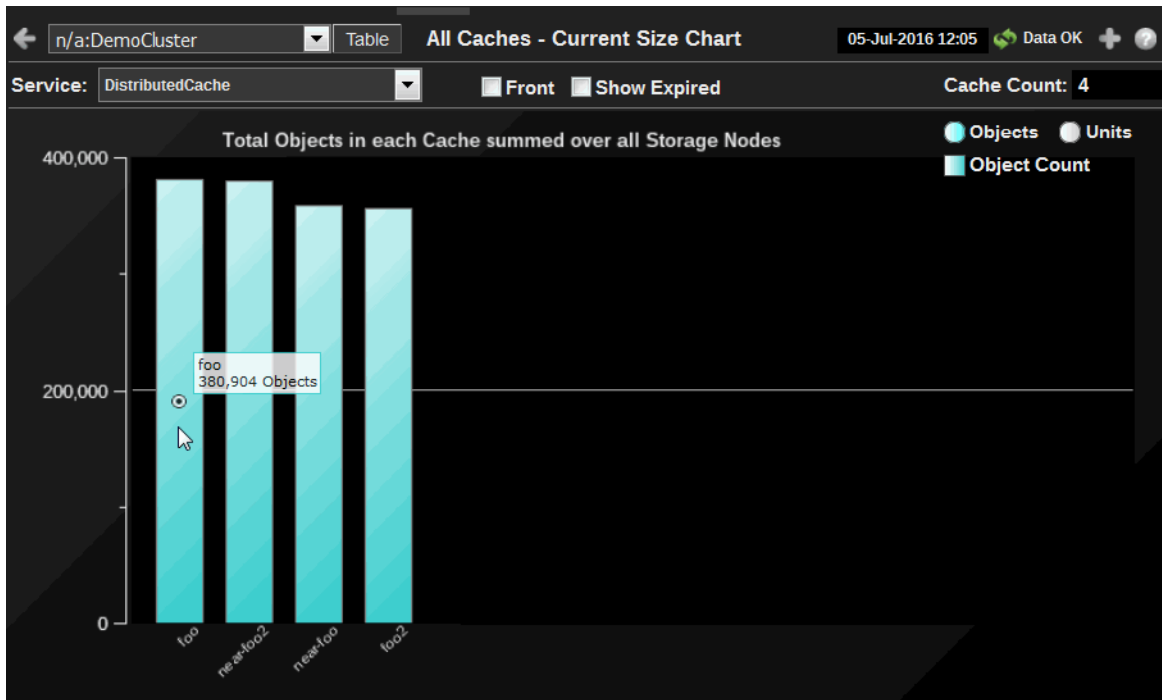 n/a:DemoCluster Table All Caches - Current Size Chart 05-Jul-2016 12:05 Data OK
Service: DistributedCache Front Show Expired Cache Count: 4
Total Objects in each Cache summed over all Storage Nodes
Objects Units
Object Count
400,000
foo
380,904 Objects
200,000
0
foo near-foo2 near-foo foo2